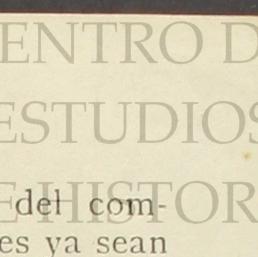 ENTRO D
ESTUDIOS
E HISTOR
del com-
es ya sean